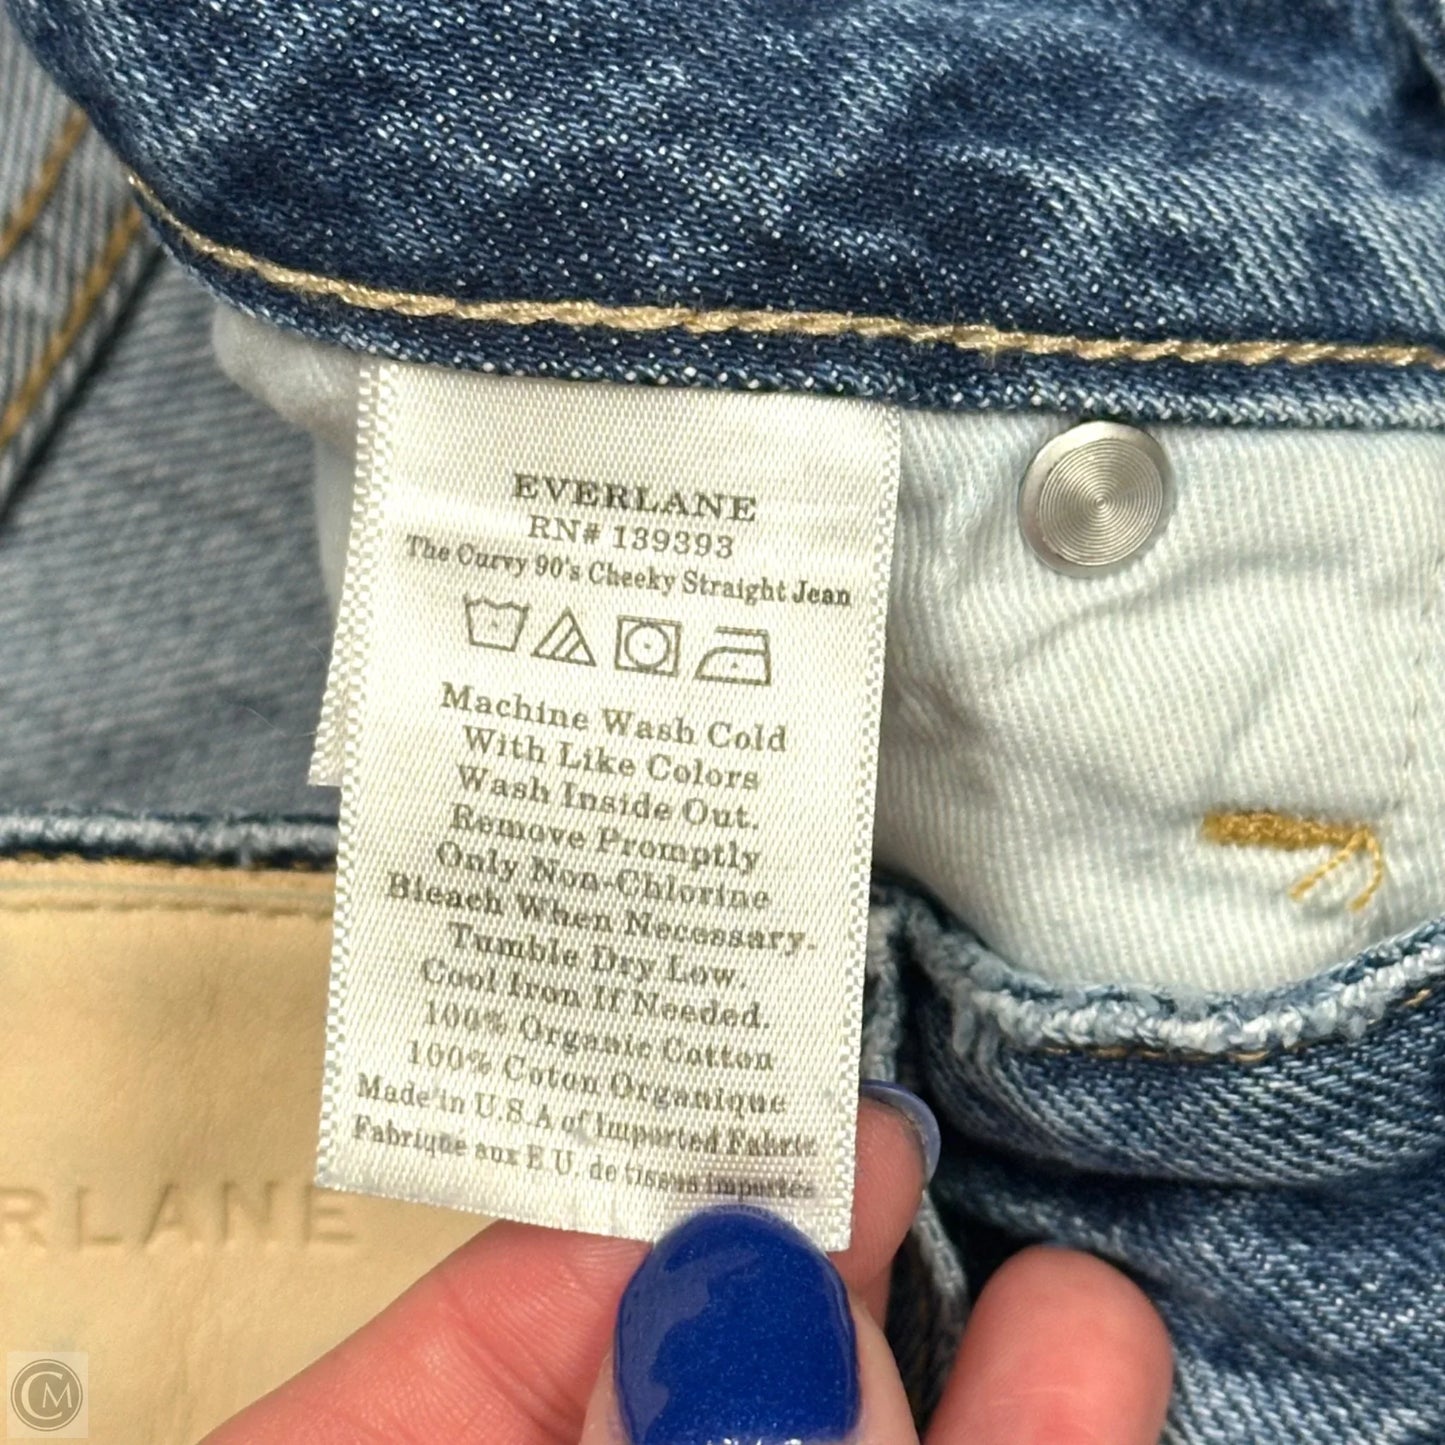 EVERLANE
RN# 139393
The Curvy 90's Cheeky Straight Jean
Machine Wash Cold
With Like Colors
Wash Inside Out.
Remove Promptly
Only Non-Chlorine
Bleach When Necessary.
Tumble Dry Low.
Cool Iron If Needed.
100% Organic Cotton
100% Coton Organique
Made in U.S.A of Imported Fabric
Fabriqué aux E.U. de tissus importés
RLANE
CM